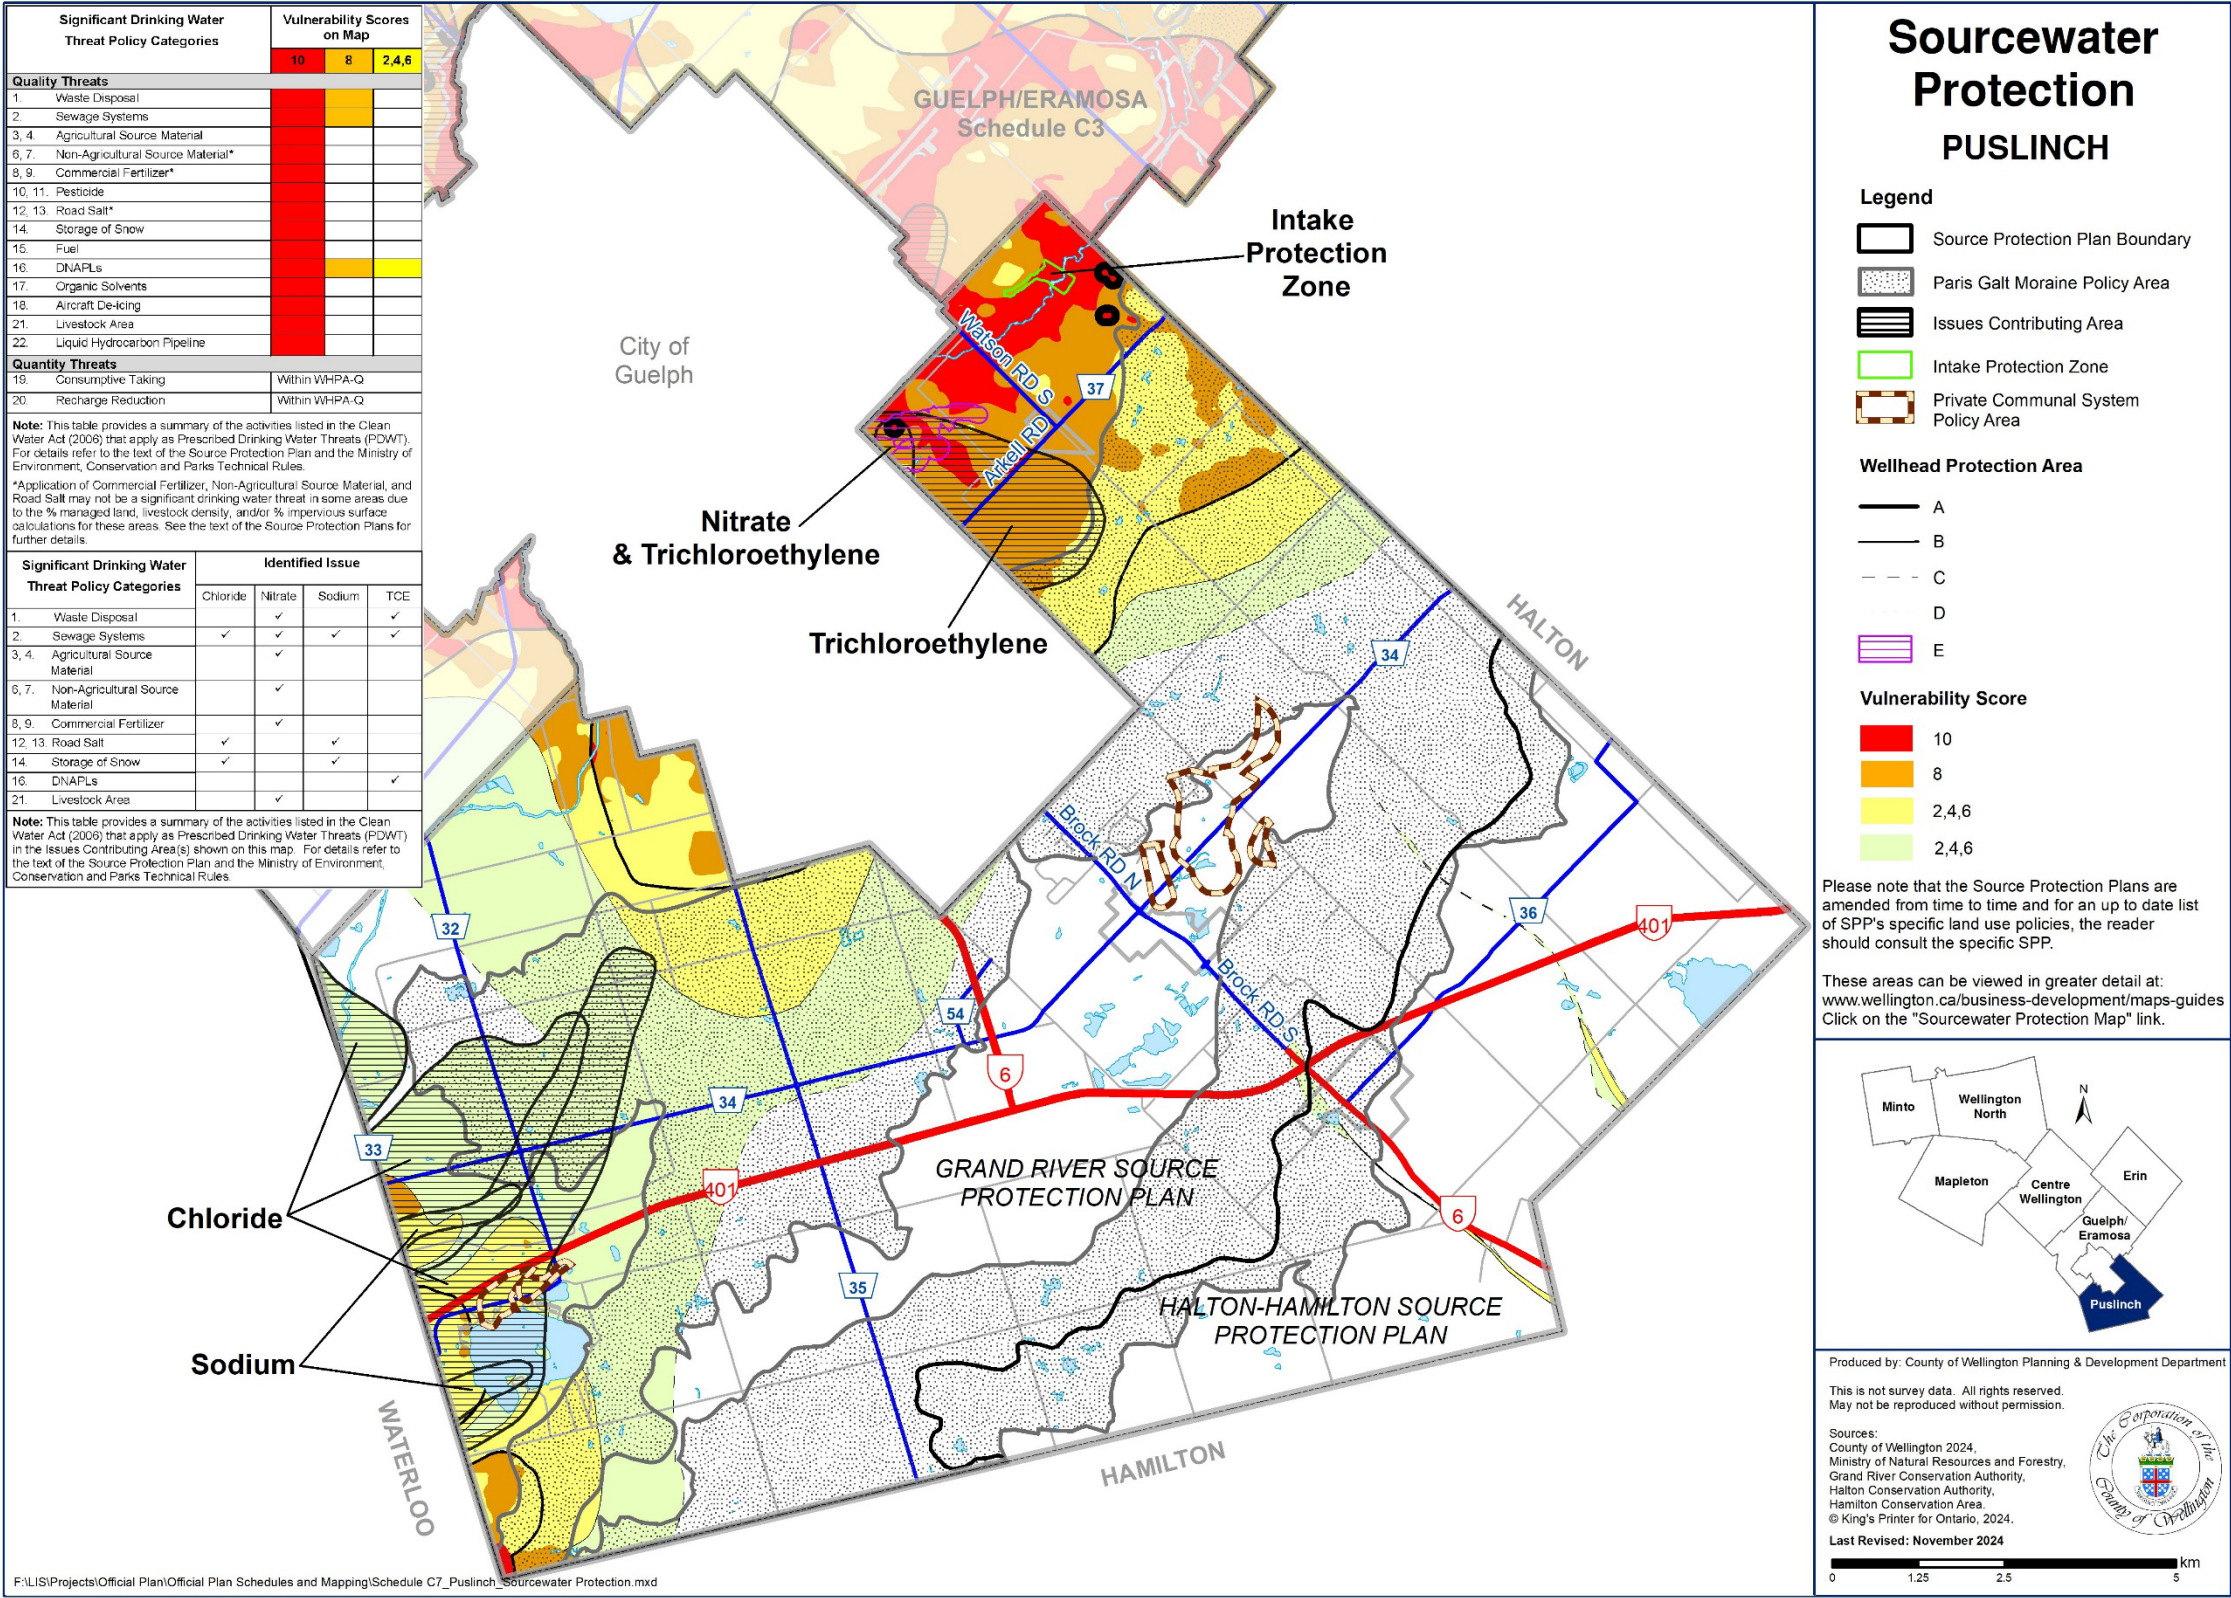 Significant Drinking Water
Threat Policy Categories
Vulnerability Scores
on Map
10 8 2,4,6
Quality Threats
1. Waste Disposal
2. Sewage Systems
3, 4. Agricultural Source Material
6, 7. Non-Agricultural Source Material*
8, 9. Commercial Fertilizer*
10, 11. Pesticide
12, 13. Road Salt*
14. Storage of Snow
15. Fuel
16. DNAPLs
17. Organic Solvents
18. Aircraft De-icing
21. Livestock Area
22. Liquid Hydrocarbon Pipeline
Quantity Threats
19. Consumptive Taking Within WHPA-Q
20. Recharge Reduction Within WHPA-Q
Note: This table provides a summary of the activities listed in the Clean
Water Act (2006) that apply as Prescribed Drinking Water Threats (PDWT).
For details refer to the text of the Source Protection Plan and the Ministry of
Environment, Conservation and Parks Technical Rules.
*Application of Commercial Fertilizer, Non-Agricultural Source Material, and
Road Salt may not be a significant drinking water threat in some areas due
to the % managed land, livestock density, and/or % impervious surface
calculations for these areas. See the text of the Source Protection Plans for
further details.
Significant Drinking Water
Threat Policy Categories
Identified Issue
Chloride Nitrate Sodium TCE
1. Waste Disposal ✓ ✓
2. Sewage Systems ✓ ✓ ✓ ✓
3, 4. Agricultural Source ✓
Material
6, 7. Non-Agricultural Source ✓
Material
8, 9. Commercial Fertilizer ✓
12, 13. Road Salt ✓ ✓
14. Storage of Snow ✓ ✓
16. DNAPLs ✓
21. Livestock Area ✓
Note: This table provides a summary of the activities listed in the Clean
Water Act (2006) that apply as Prescribed Drinking Water Threats (PDWT)
in the Issues Contributing Area(s) shown on this map. For details refer to
the text of the Source Protection Plan and the Ministry of Environment,
Conservation and Parks Technical Rules.
GUELPH/ERAMOSA
Schedule C3
Intake
Protection
Zone
City of
Guelph
Watson RD S
37
Arkell RD
Nitrate
& Trichloroethylene
Trichloroethylene
HALTON
34
Brock RD N
32
36
401
Brock RD S
54
6
34
33
401
GRAND RIVER SOURCE
PROTECTION PLAN
Chloride
6
35
HALTON-HAMILTON SOURCE
PROTECTION PLAN
Sodium
WATERLOO
HAMILTON
F:\LIS\Projects\Official Plan\Official Plan Schedules and Mapping\Schedule C7_Puslinch_Sourcewater Protection.mxd
Sourcewater
Protection
PUSLINCH
Legend
Source Protection Plan Boundary
Paris Galt Moraine Policy Area
Issues Contributing Area
Intake Protection Zone
Private Communal System
Policy Area
Wellhead Protection Area
A
B
C
D
E
Vulnerability Score
10
8
2,4,6
2,4,6
Please note that the Source Protection Plans are
amended from time to time and for an up to date list
of SPP's specific land use policies, the reader
should consult the specific SPP.
These areas can be viewed in greater detail at:
www.wellington.ca/business-development/maps-guides
Click on the "Sourcewater Protection Map" link.
Minto
Wellington
North
N
Mapleton
Centre
Wellington
Erin
Guelph/
Eramosa
Puslinch
Produced by: County of Wellington Planning & Development Department
This is not survey data. All rights reserved.
May not be reproduced without permission.
Sources:
County of Wellington 2024,
Ministry of Natural Resources and Forestry,
Grand River Conservation Authority,
Halton Conservation Authority,
Hamilton Conservation Area.
© King's Printer for Ontario, 2024.
The Corporation of the
County of Wellington
Last Revised: November 2024
km
0 1.25 2.5 5